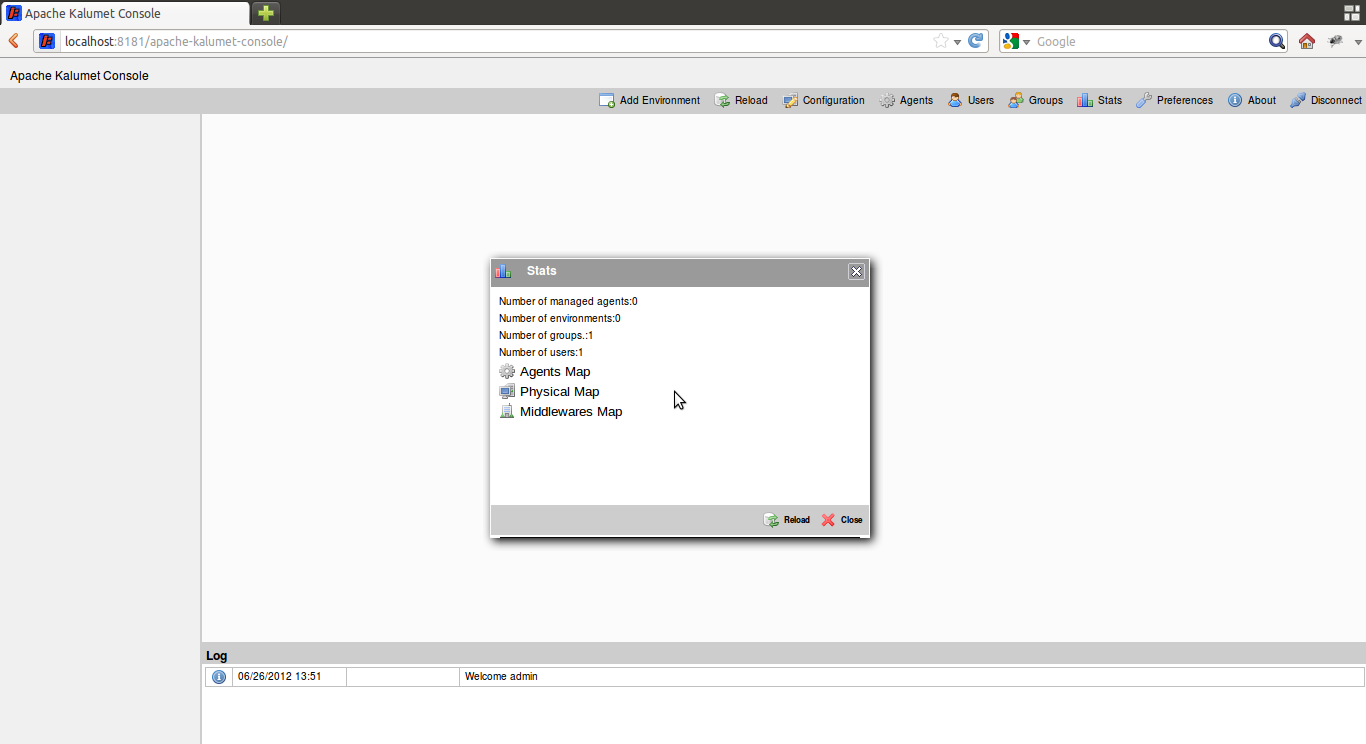 Apache Kalumet Console
localhost:8181/apache-kalumet-console/
Google
Apache Kalumet Console
Add Environment Reload Configuration Agents Users Groups Stats Preferences About Disconnect
Stats
Number of managed agents:0
Number of environments:0
Number of groups.:1
Number of users:1
Agents Map
Physical Map
Middlewares Map
Reload Close
Log
06/26/2012 13:51 Welcome admin